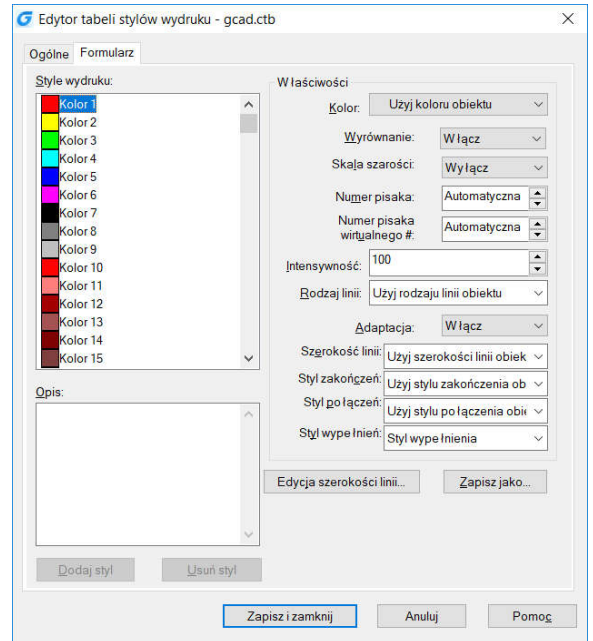 Edytor tabeli stylów wydruku - gcad.ctb
Ogólne Formularz
Style wydruku:
Kolor 1
Kolor 2
Kolor 3
Kolor 4
Kolor 5
Kolor 6
Kolor 7
Kolor 8
Kolor 9
Kolor 10
Kolor 11
Kolor 12
Kolor 13
Kolor 14
Kolor 15
Opis:
Dodaj styl Usuń styl
Właściwości
Kolor: Użyj koloru obiektu
Wyrównanie: Włącz
Skala szarości: Wyłącz
Numer pisaka: Automatyczna
Numer pisaka
wirtualnego #: Automatyczna
Intensywność: 100
Rodzaj linii: Użyj rodzaju linii obiektu
Adaptacja: Włącz
Szerokość linii: Użyj szerokości linii obiek
Styl zakończeń: Użyj stylu zakończenia ob
Styl połączeń: Użyj stylu połączenia obie
Styl wypełnień: Styl wypełnienia
Edycja szerokości linii... Zapisz jako...
Zapisz i zamknij Anuluj Pomoc